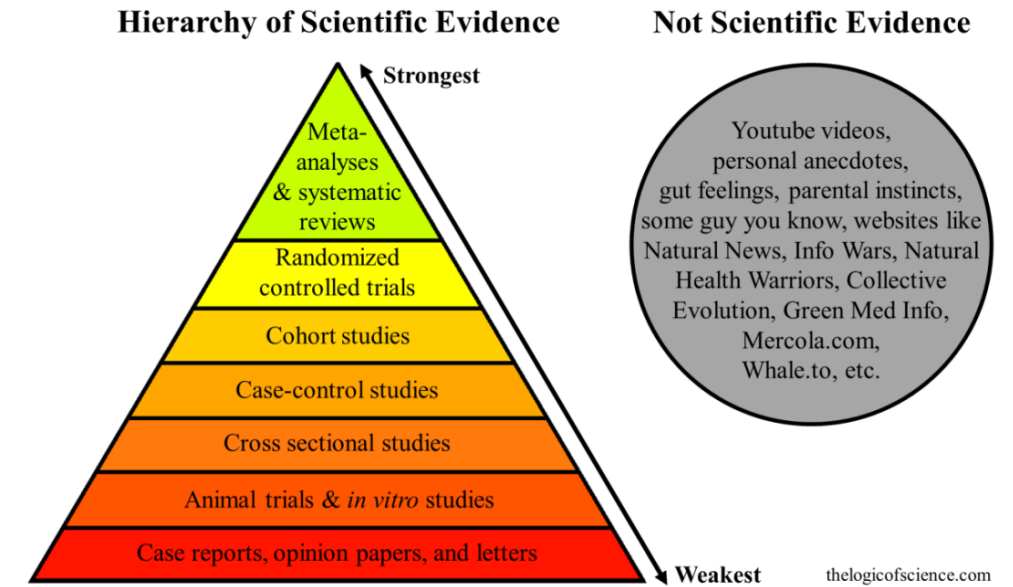 Hierarchy of Scientific Evidence
Strongest
Meta-
analyses
& systematic
reviews
Randomized
controlled trials
Cohort studies
Case-control studies
Cross sectional studies
Animal trials & in vitro studies
Case reports, opinion papers, and letters
Weakest
Not Scientific Evidence
Youtube videos,
personal anecdotes,
gut feelings, parental instincts,
some guy you know, websites like
Natural News, Info Wars, Natural
Health Warriors, Collective
Evolution, Green Med Info,
Mercola.com,
Whale.to, etc.
thelogicofscience.com